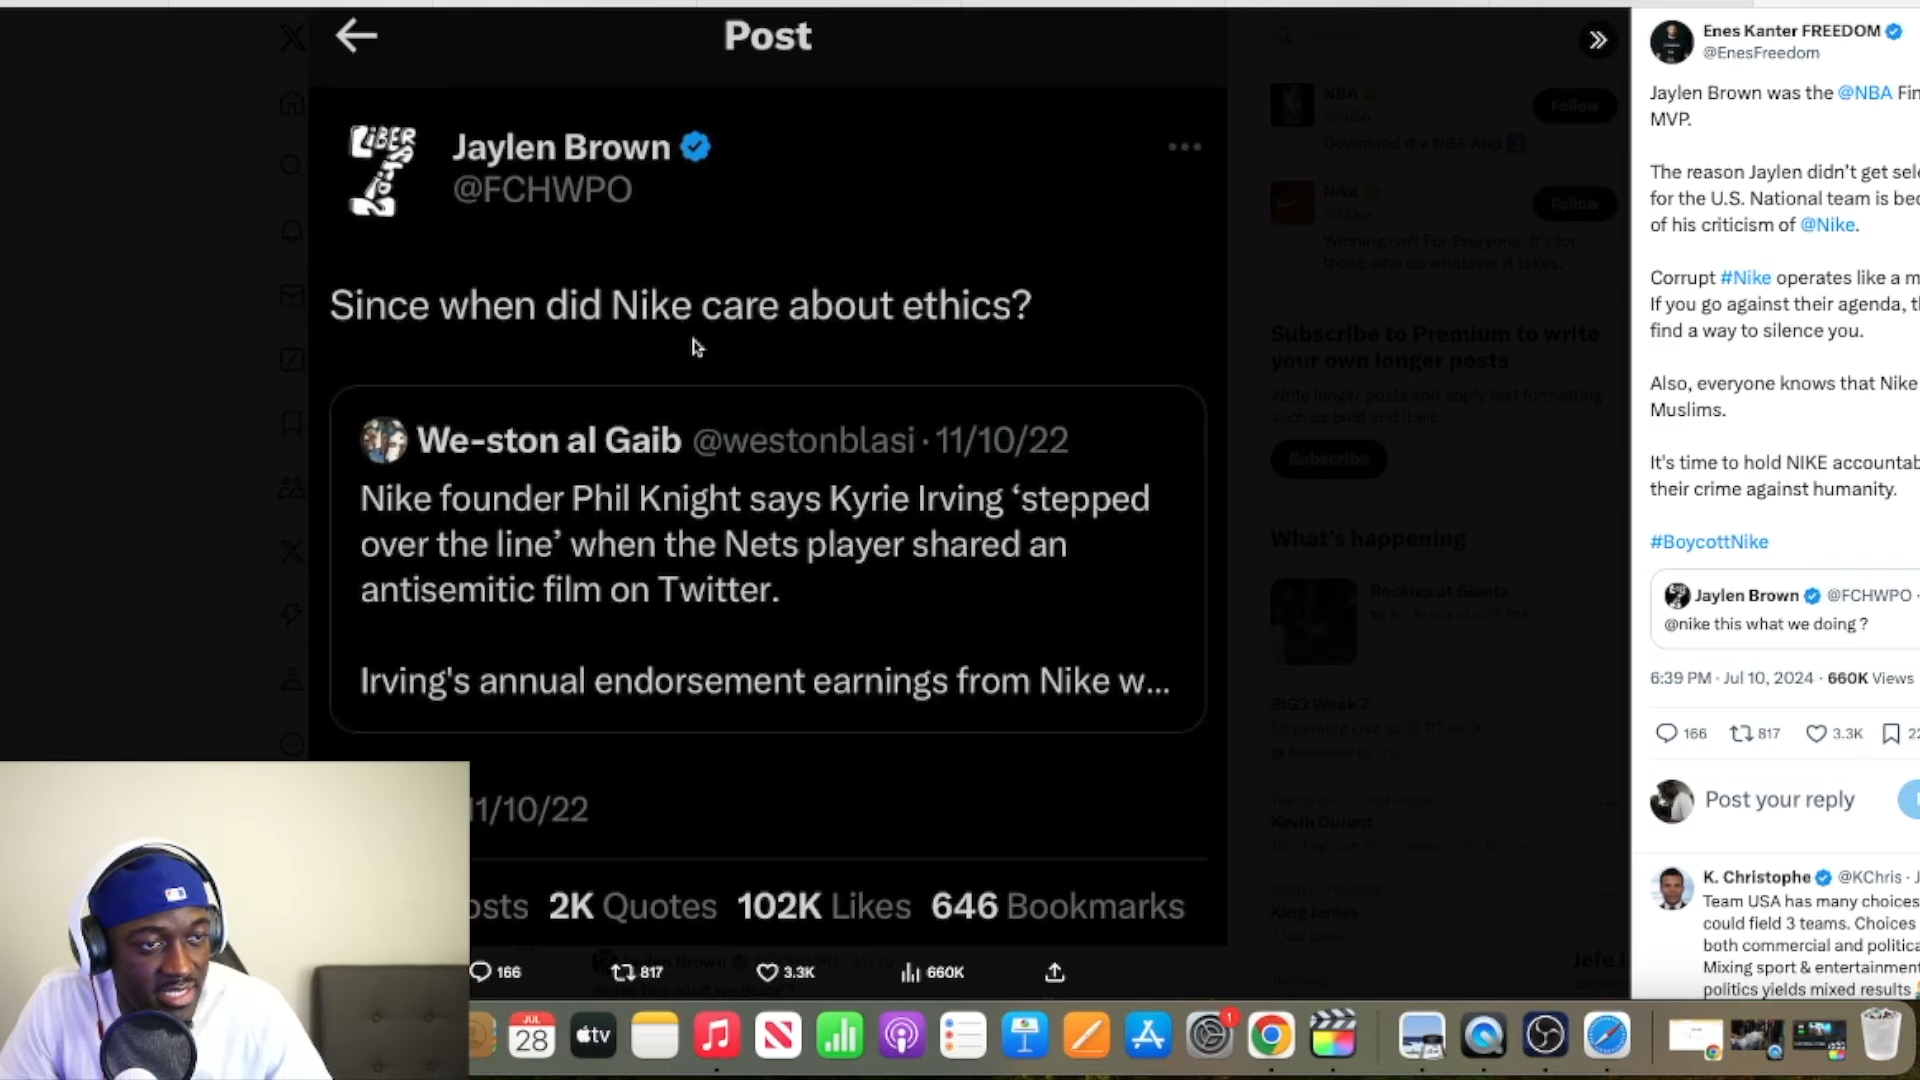 Post
Jaylen Brown
@FCHWPO
Since when did Nike care about ethics?
We-ston al Gaib @westonblasi · 11/10/22
Nike founder Phil Knight says Kyrie Irving ‘stepped
over the line’ when the Nets player shared an
antisemitic film on Twitter.
Irving's annual endorsement earnings from Nike w...
11/10/22
2K Quotes 102K Likes 646 Bookmarks
166 817 3.3K 660K
NBA
Follow
Download the NBA App
Nike
@Nike
Follow
Winning Isn't For Everyone. It's for
those who do whatever it takes.
Subscribe to Premium to write
your own longer posts
Write longer posts and apply text formatting
such as bold and italic.
Subscribe
What's happening
Rockies at Giants
BIG3 Week 7
Kevin Durant
King James
Enes Kanter FREEDOM
@EnesFreedom
Jaylen Brown was the @NBA
MVP.
The reason Jaylen didn’t get
for the U.S. National team is
of his criticism of @Nike.
Corrupt #Nike operates like a
If you go against their agenda,
find a way to silence you.
Also, everyone knows that Nike
Muslims.
It's time to hold NIKE
their crime against humanity.
#BoycottNike
Jaylen Brown @FCHWPO ·
@nike this what we doing ?
6:39 PM · Jul 10, 2024 · 660K Views
166 817 3.3K
Post your reply
K. Christophe @KChris ·
Team USA has many choices
could field 3 teams. Choices
both commercial and
Mixing sport & entertainment
politics yields mixed results
JUL
28
tv
1